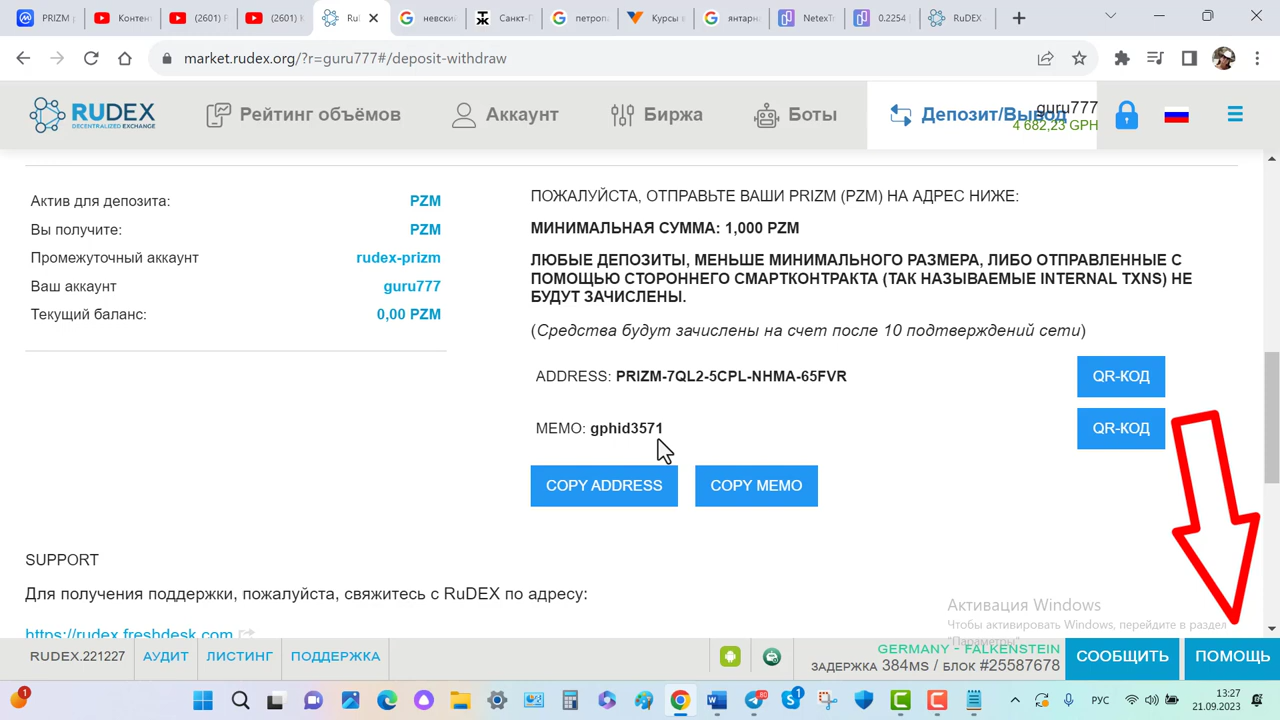 PRIZM p
Контен
(2601) F
(2601) К
Ru
невский
Санкт-Г
петропа
Курсы в
янтарна
NetexTr
0.2254
RuDEX -
market.rudex.org/?r=guru777#/deposit-withdraw
RUDEX
DECENTRALIZED EXCHANGE
Рейтинг объёмов
Аккаунт
Биржа
Боты
Депозит/Вывод
guru777
4 682,23 GPH
Актив для депозита: PZM
Вы получите: PZM
Промежуточный аккаунт rudex-prizm
Ваш аккаунт guru777
Текущий баланс: 0,00 PZM
ПОЖАЛУЙСТА, ОТПРАВЬТЕ ВАШИ PRIZM (PZM) НА АДРЕС НИЖЕ:
МИНИМАЛЬНАЯ СУММА: 1,000 PZM
ЛЮБЫЕ ДЕПОЗИТЫ, МЕНЬШЕ МИНИМАЛЬНОГО РАЗМЕРА, ЛИБО ОТПРАВЛЕННЫЕ С
ПОМОЩЬЮ СТОРОННЕГО СМАРТКОНТРАКТА (ТАК НАЗЫВАЕМЫЕ INTERNAL TXNS) НЕ
БУДУТ ЗАЧИСЛЕНЫ.
(Средства будут зачислены на счет после 10 подтверждений сети)
ADDRESS: PRIZM-7QL2-5CPL-NHMA-65FVR
QR-КОД
MEMO: gphid3571
QR-КОД
COPY ADDRESS
COPY MEMO
SUPPORT
Для получения поддержки, пожалуйста, свяжитесь с RuDEX по адресу:
https://rudex.freshdesk.com
Активация Windows
Чтобы активировать Windows, перейдите в раздел
"Параметры".
RUDEX.221227
АУДИТ
ЛИСТИНГ
ПОДДЕРЖКА
GERMANY - FALKENSTEIN
ЗАДЕРЖКА 384MS / БЛОК #25587678
СООБЩИТЬ
ПОМОЩЬ
1
80
1
РУС
13:27
21.09.2023